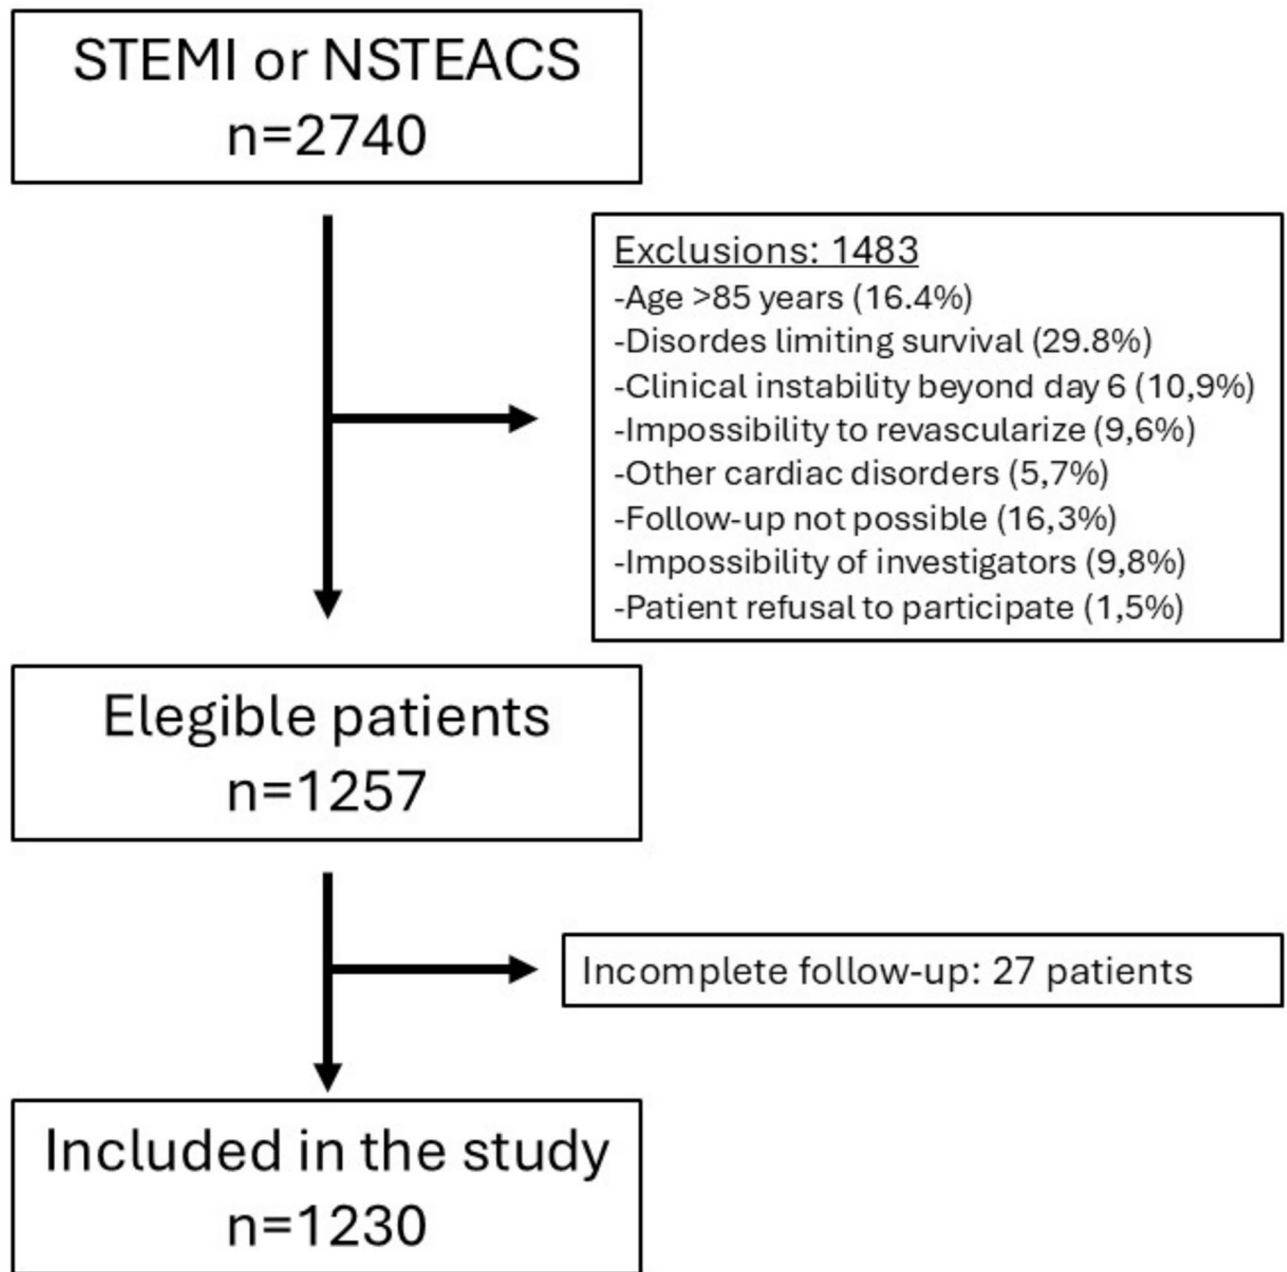 STEMI or NSTEACS
n=2740
Exclusions: 1483
-Age >85 years (16.4%)
-Disordes limiting survival (29.8%)
-Clinical instability beyond day 6 (10,9%)
-Impossibility to revascularize (9,6%)
-Other cardiac disorders (5,7%)
-Follow-up not possible (16,3%)
-Impossibility of investigators (9,8%)
-Patient refusal to participate (1,5%)
Elegible patients
n=1257
Incomplete follow-up: 27 patients
Included in the study
n=1230